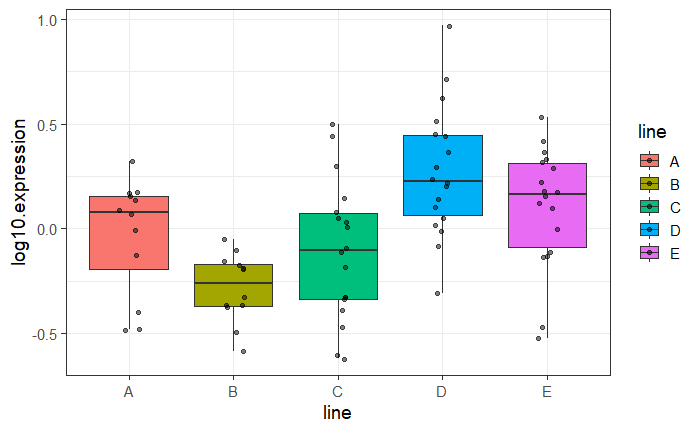 1.0
0.5
0.0
-0.5
log10.expression
A B C D E
line
line
A
B
C
D
E